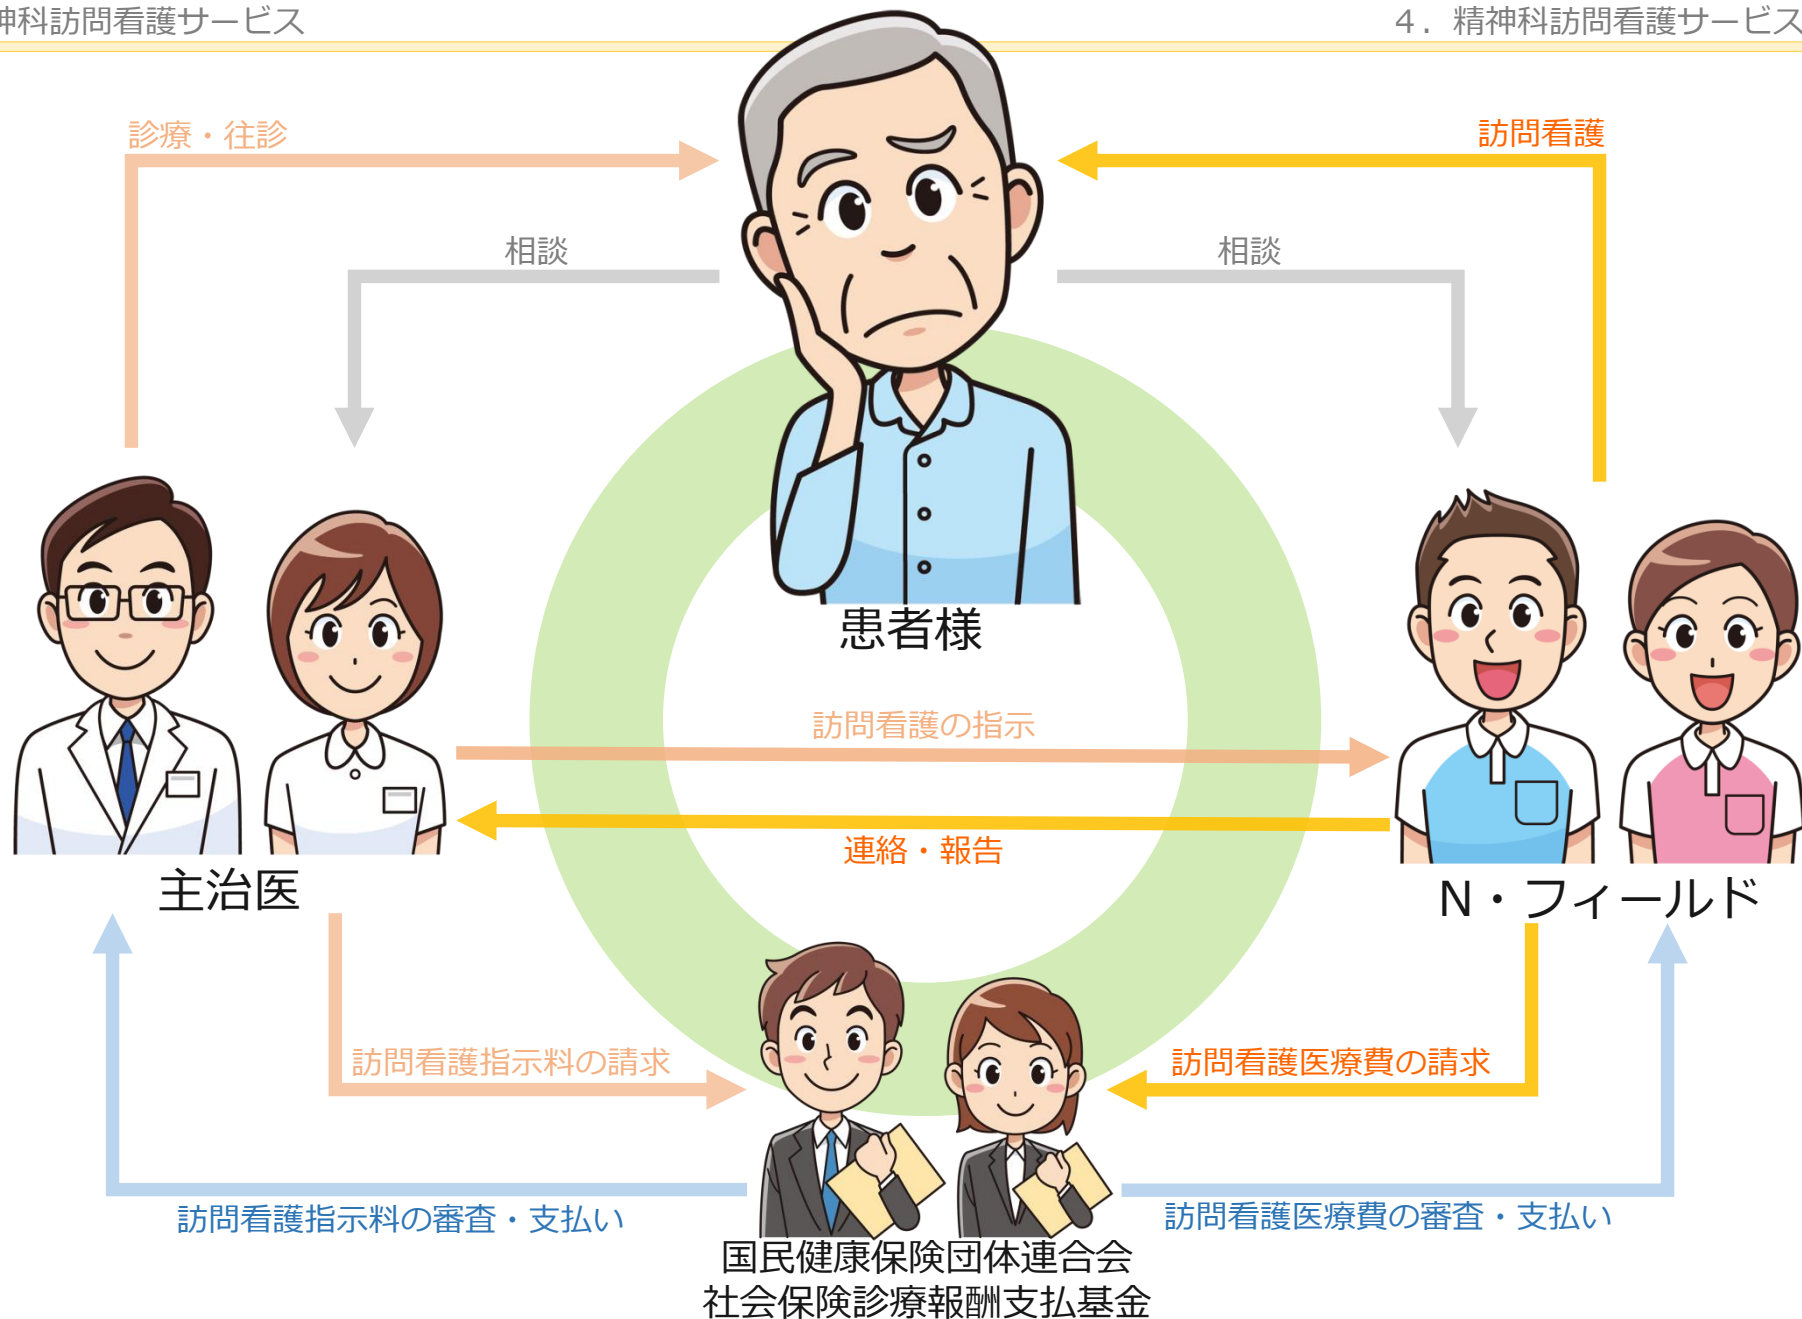 神科訪問看護サービス
4．精神科訪問看護サービス
診療・往診
訪問看護
相談
相談
患者様
訪問看護の指示
連絡・報告
主治医
N・フィールド
訪問看護指示料の請求
訪問看護医療費の請求
訪問看護指示料の審査・支払い
訪問看護医療費の審査・支払い
国民健康保険団体連合会
社会保険診療報酬支払基金